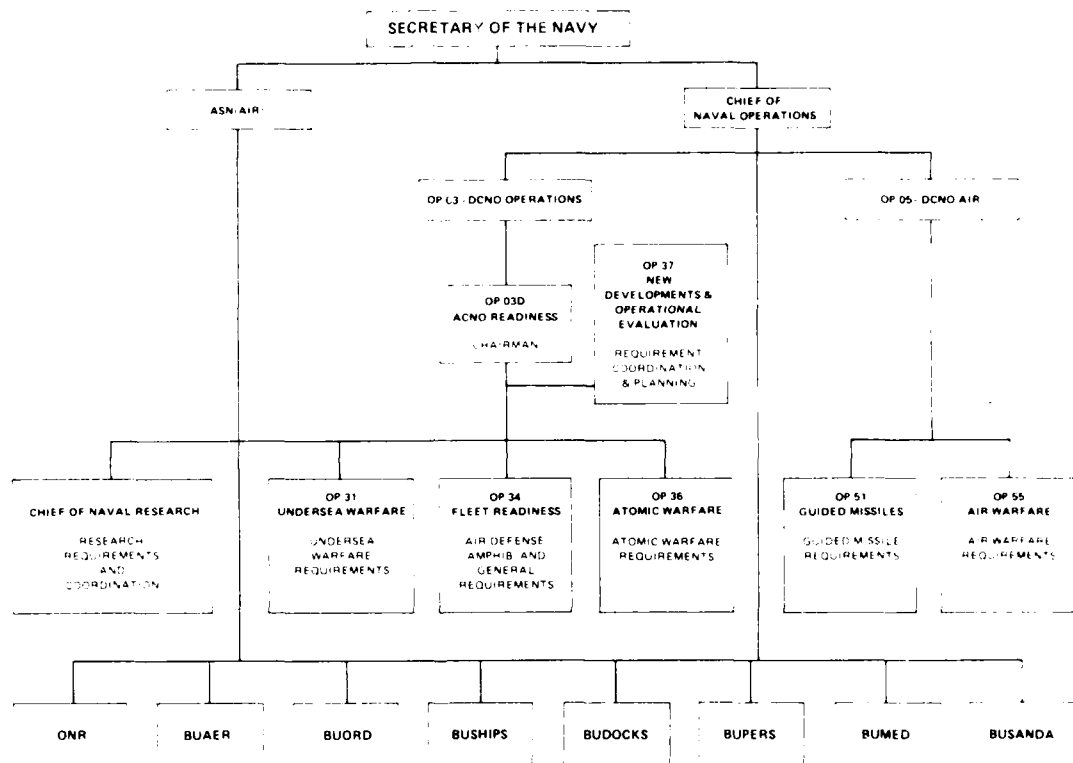 SECRETARY OF THE NAVY
ASN(AIR)
CHIEF OF
NAVAL OPERATIONS
OP 03 - DCNO OPERATIONS
OP 05 - DCNO AIR
OP 37
NEW
DEVELOPMENTS &
OPERATIONAL
EVALUATION
REQUIREMENT
COORDINATION
& PLANNING
OP 03D
ACNO READINESS
CHAIRMAN
CHIEF OF NAVAL RESEARCH
RESEARCH
REQUIREMENTS
AND
COORDINATION
OP 31
UNDERSEA WARFARE
UNDERSEA
WARFARE
REQUIREMENTS
OP 34
FLEET READINESS
AIR DEFENSE
AMPHIB AND
GENERAL
REQUIREMENTS
OP 36
ATOMIC WARFARE
ATOMIC WARFARE
REQUIREMENTS
OP 51
GUIDED MISSILES
GUIDED MISSILE
REQUIREMENTS
OP 55
AIR WARFARE
AIR WARFARE
REQUIREMENTS
ONR
BUAER
BUORD
BUSHIPS
BUDOCKS
BUPERS
BUMED
BUSANDA